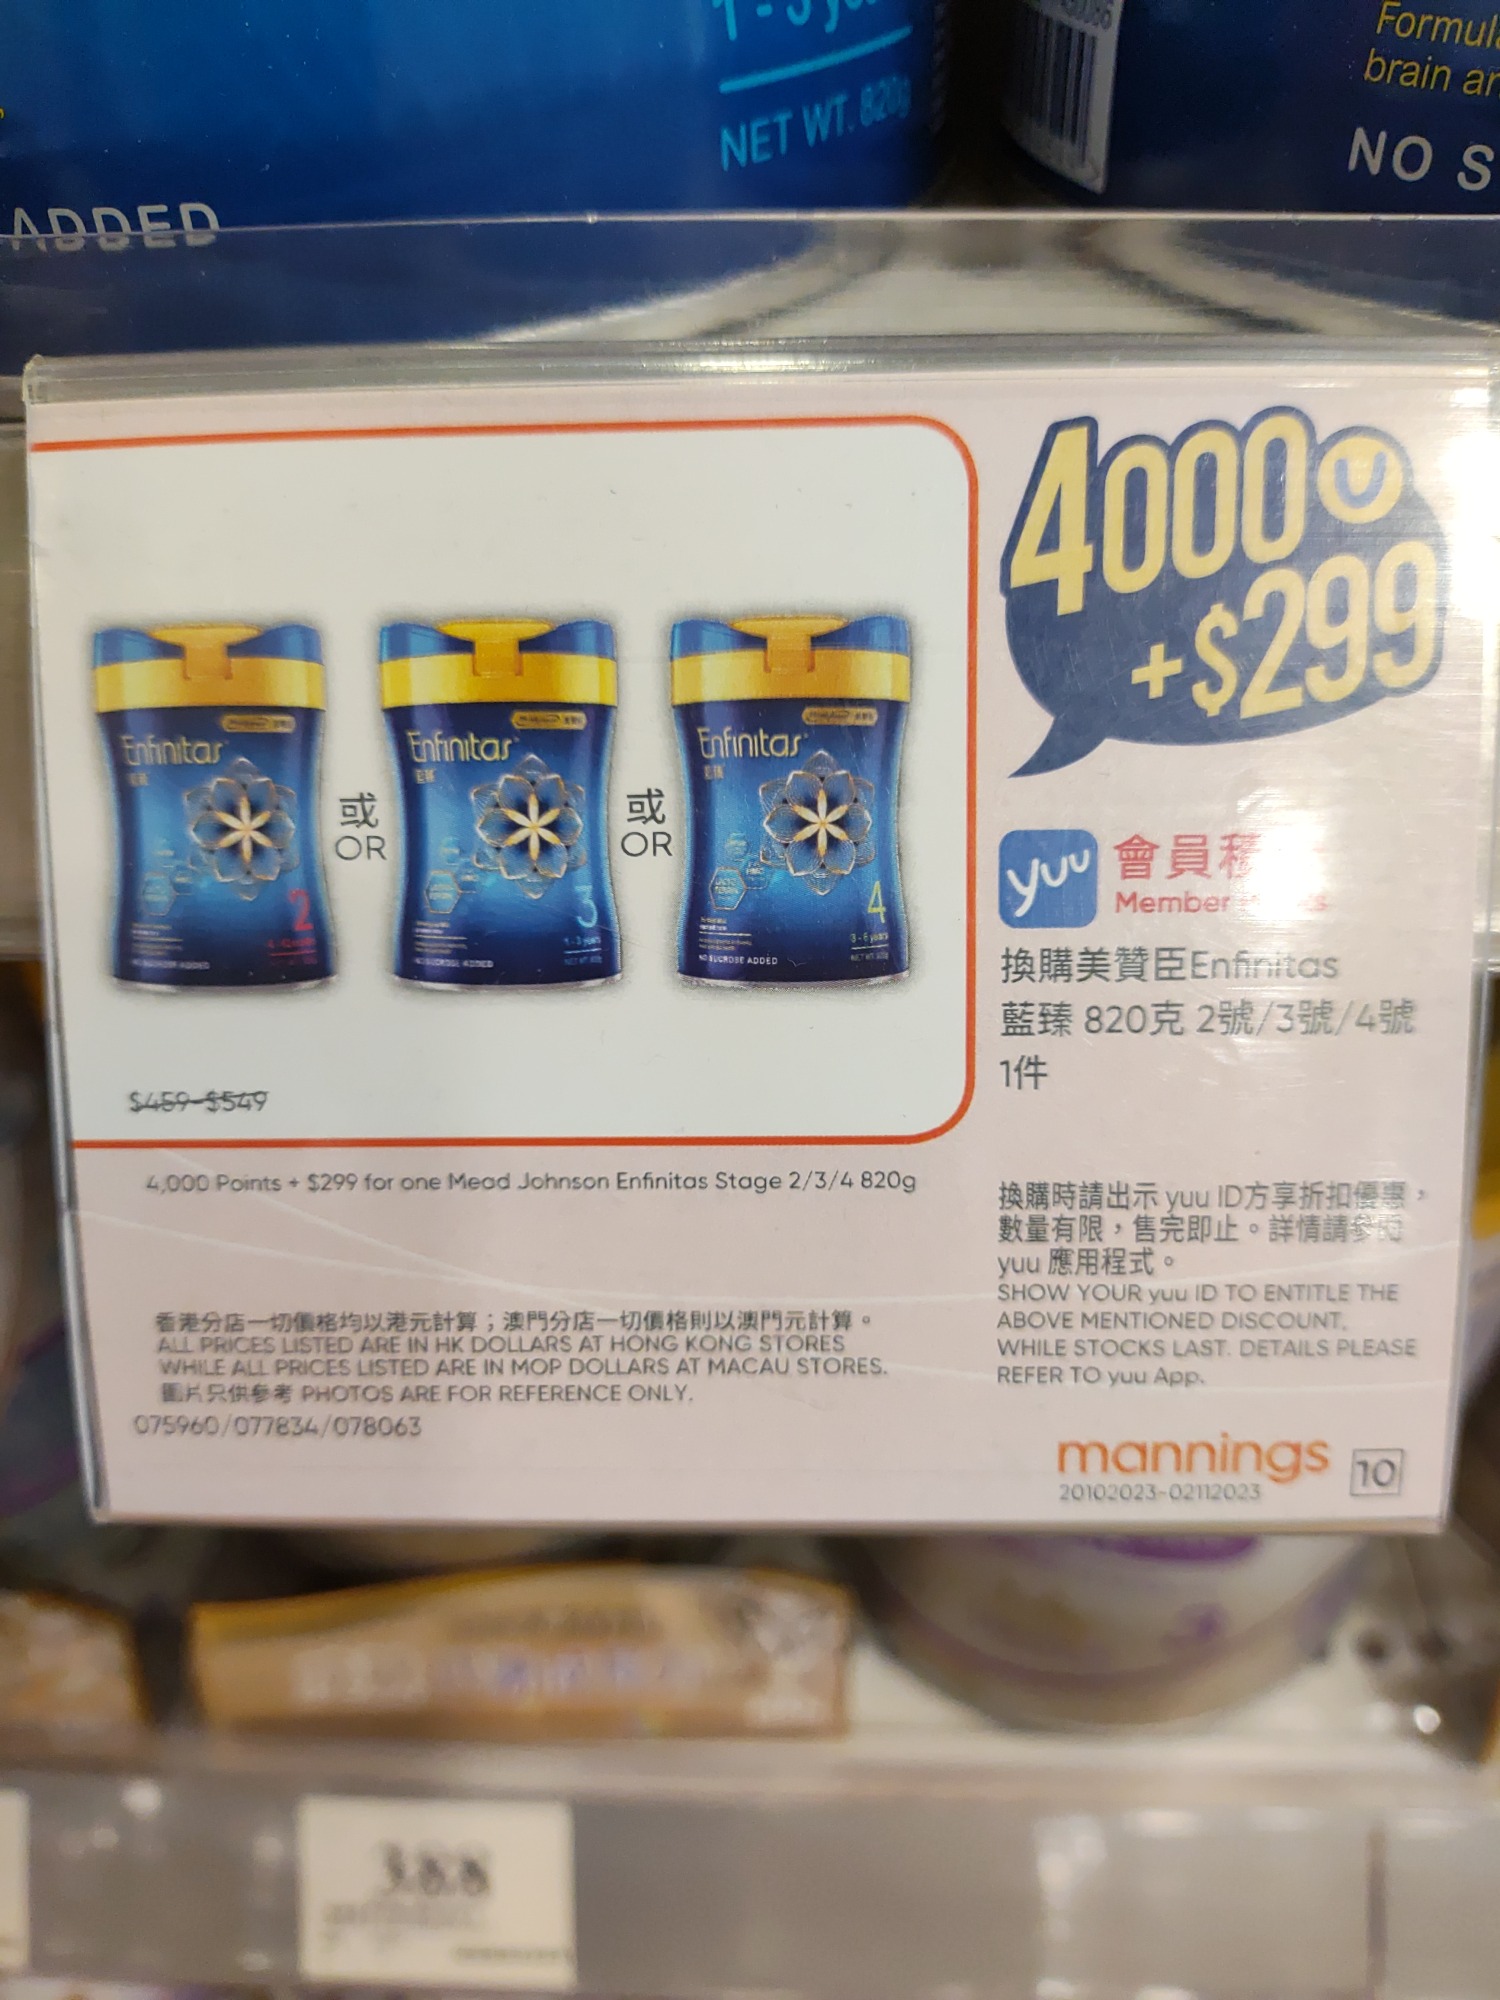 NET WT. 820g
Formul
brain an
NO S
ADDED
4000
+$299
Enfinitas
2
NO SUCROSE ADDED
或
OR
Enfinitas
3
1-3 years
NO SUCROSE ADDED
或
OR
Enfinitas
4
3-6 years
NO SUCROSE ADDED
$459-$549
yuu
會員積
Member
換購美贊臣Enfinitas
藍臻 820克 2號/3號/4號
1件
4,000 Points + $299 for one Mead Johnson Enfinitas Stage 2/3/4 820g
換購時請出示 yuu ID方享折扣優惠，
數量有限，售完即止。詳情請參閱
yuu 應用程式。
SHOW YOUR yuu ID TO ENTITLE THE
ABOVE MENTIONED DISCOUNT,
WHILE STOCKS LAST. DETAILS PLEASE
REFER TO yuu App.
香港分店一切價格均以港元計算；澳門分店一切價格則以澳門元計算。
ALL PRICES LISTED ARE IN HK DOLLARS AT HONG KONG STORES
WHILE ALL PRICES LISTED ARE IN MOP DOLLARS AT MACAU STORES.
圖片只供參考 PHOTOS ARE FOR REFERENCE ONLY.
075960/077834/078063
mannings
20102023-02112023
10
388